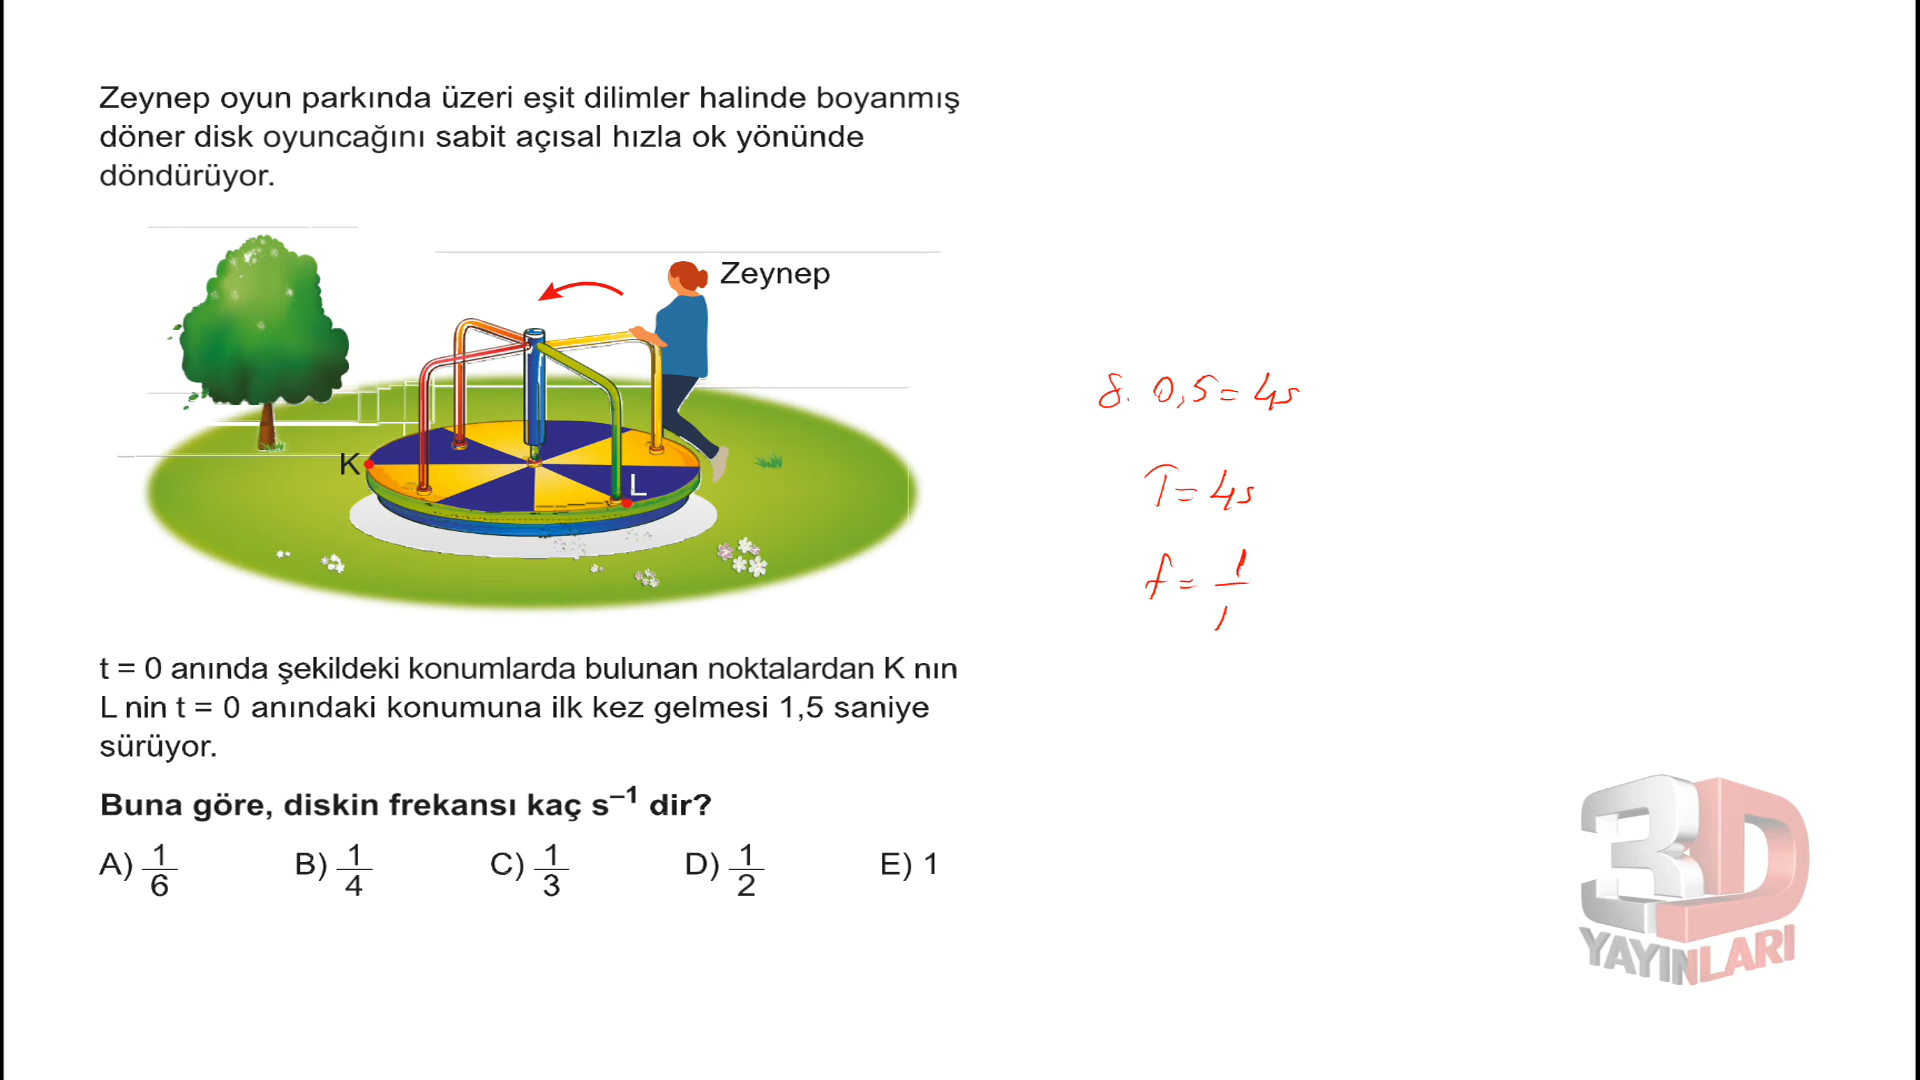 Zeynep oyun parkında üzeri eşit dilimler halinde boyanmış
döner disk oyuncağını sabit açısal hızla ok yönünde
döndürüyor.
Zeynep
K
L
t = 0 anında şekildeki konumlarda bulunan noktalardan K nın
L nin t = 0 anındaki konumuna ilk kez gelmesi 1,5 saniye
sürüyor.
Buna göre, diskin frekansı kaç s⁻¹ dir?
A) 1/6 B) 1/4 C) 1/3 D) 1/2 E) 1
8. 0,5 = 4s
T = 4s
f = 1/
3D
YAYINLARI